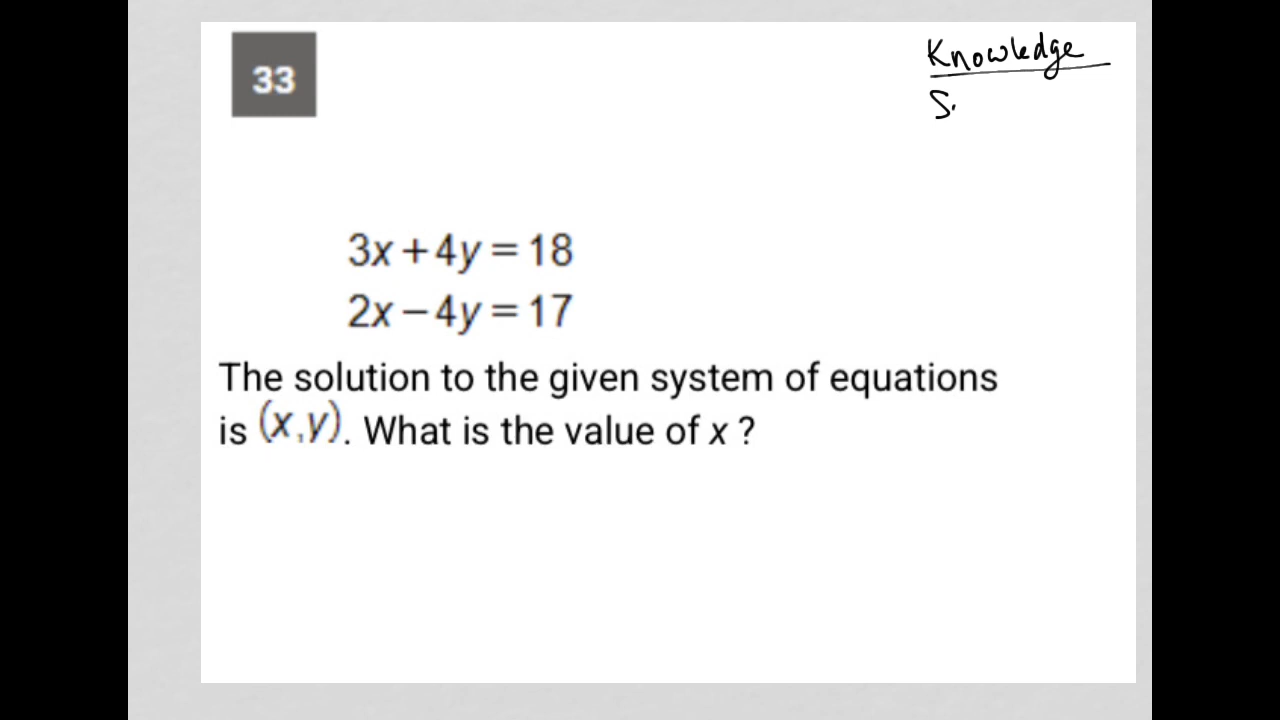 33
Knowledge
S.
3x + 4y = 18
2x − 4y = 17
The solution to the given system of equations
is (x,y). What is the value of x ?